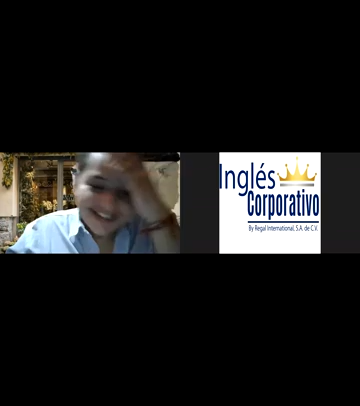 Inglés
Corporativo
By Regal International, S.A. de C.V.